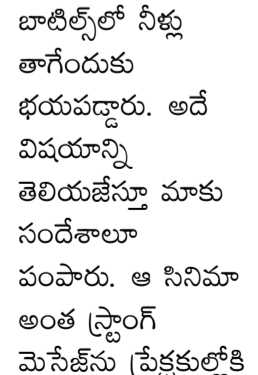 బాటిల్స్‌లో నీళ్లు
తాగేందుకు
భయపడ్డారు. అదే
విషయాన్ని
తెలియజేస్తూ మాకు
సందేశాలూ
పంపారు. ఆ సినిమా
అంత స్ట్రాంగ్
మెసేజ్‌ను ప్రేక్షకుల్లోకి